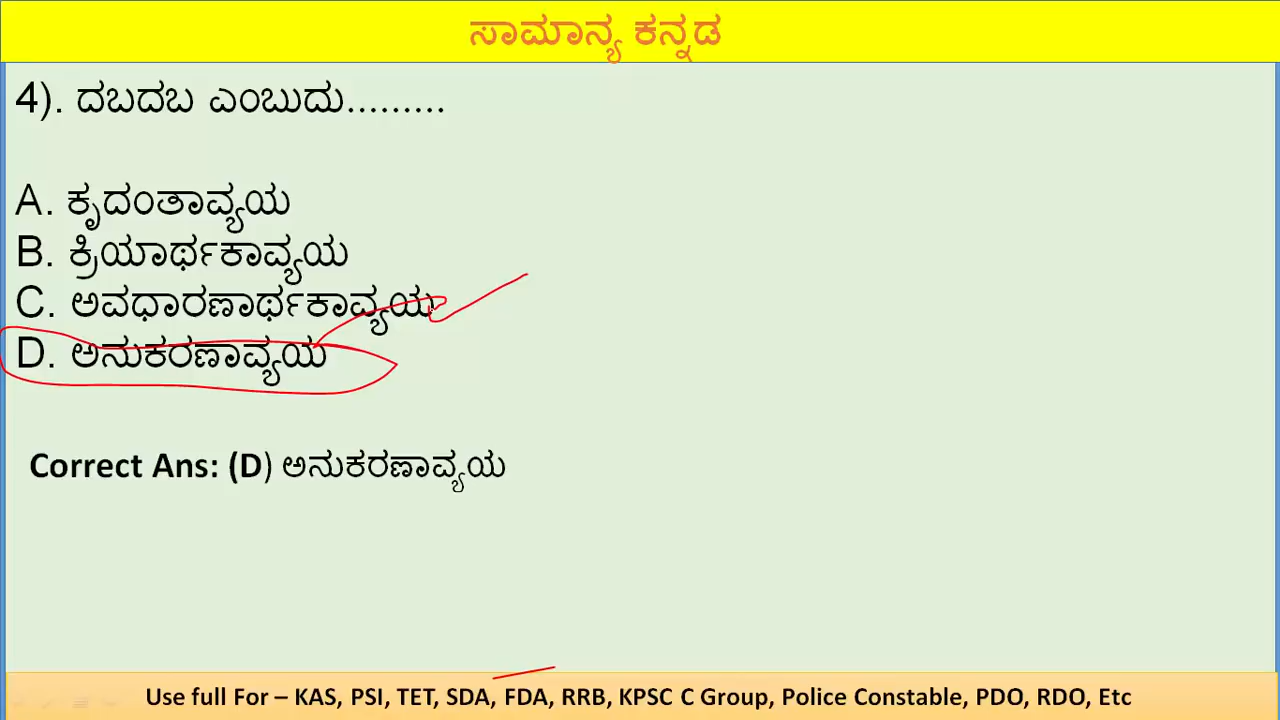 ಸಾಮಾನ್ಯ ಕನ್ನಡ
4). ದಬದಬ ಎಂಬುದು.........
A. ಕೃದಂತಾವ್ಯಯ
B. ಕ್ರಿಯಾರ್ಥಕಾವ್ಯಯ
C. ಅವಧಾರಣಾರ್ಥಕಾವ್ಯಯ
D. ಅನುಕರಣಾವ್ಯಯ
Correct Ans: (D) ಅನುಕರಣಾವ್ಯಯ
Use full For – KAS, PSI, TET, SDA, FDA, RRB, KPSC C Group, Police Constable, PDO, RDO, Etc